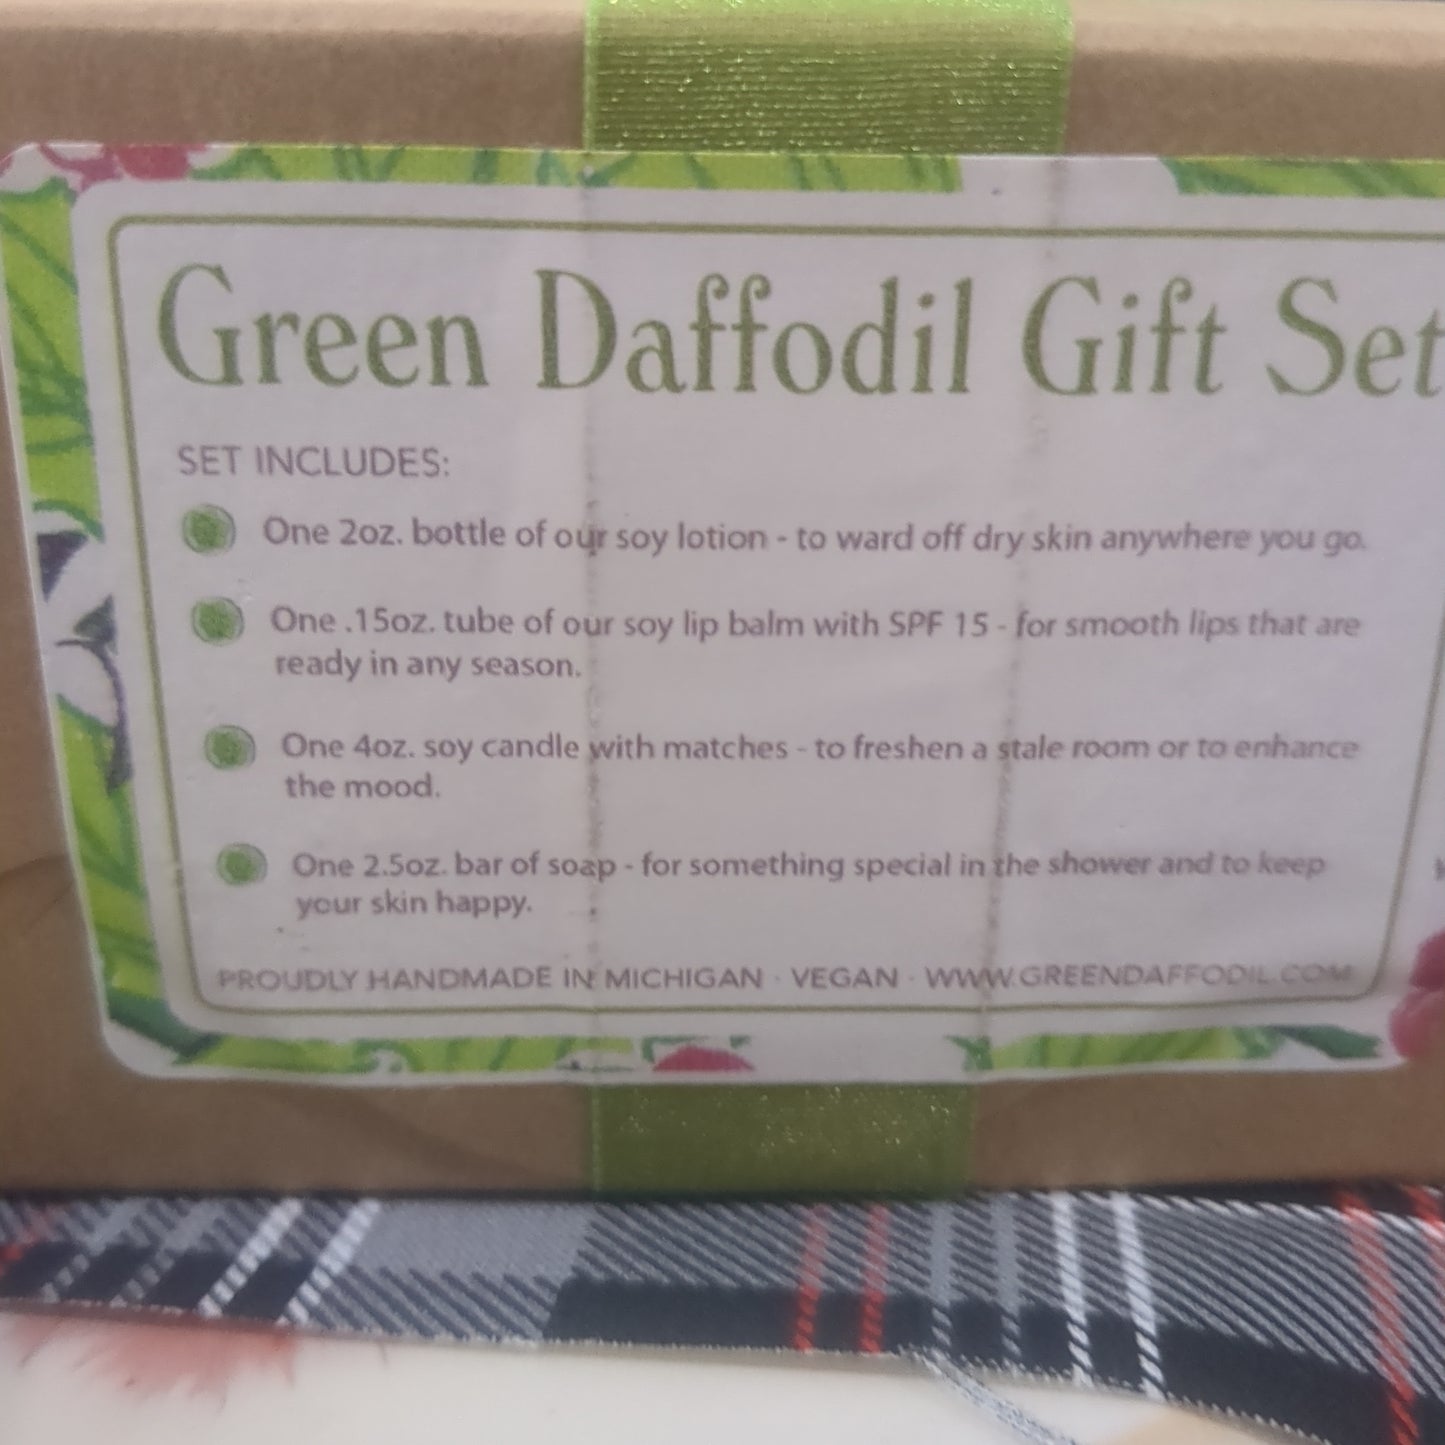 Green Daffodil Gift Set
SET INCLUDES:
One 2oz. bottle of our soy lotion - to ward off dry skin anywhere you go.
One .15oz. tube of our soy lip balm with SPF 15 - for smooth lips that are
ready in any season.
One 4oz. soy candle with matches - to freshen a stale room or to enhance
the mood.
One 2.5oz. bar of soap - for something special in the shower and to keep
your skin happy.
PROUDLY HANDMADE IN MICHIGAN · VEGAN · WWW.GREENDAFFODIL.COM